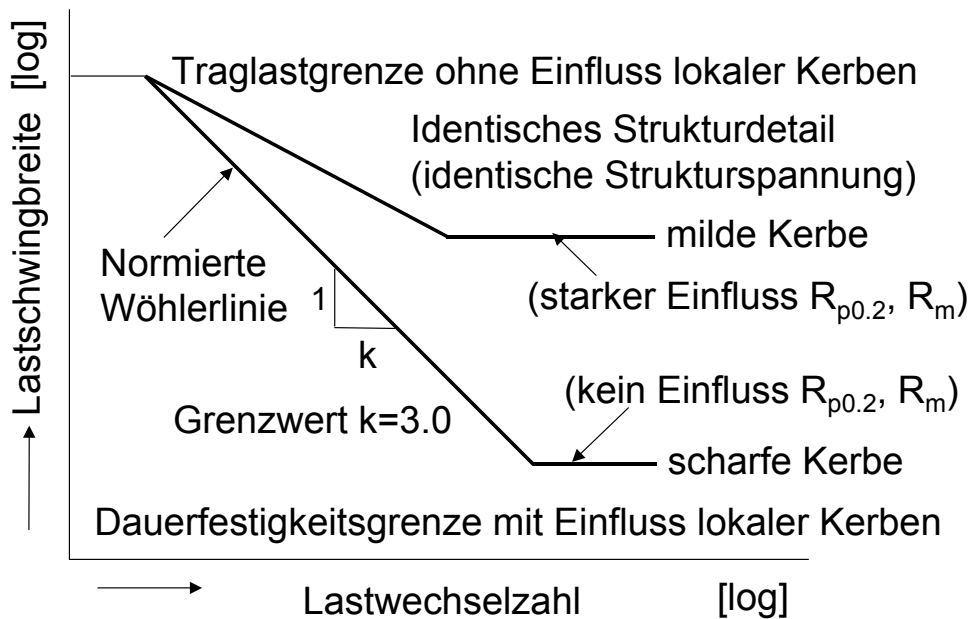 Lastschwingbreite [log]
Traglastgrenze ohne Einfluss lokaler Kerben
Identisches Strukturdetail
(identische Strukturspannung)
milde Kerbe
Normierte
Wöhlerlinie
1
k
(starker Einfluss Rp0.2, Rm)
(kein Einfluss Rp0.2, Rm)
Grenzwert k=3.0
scharfe Kerbe
Dauerfestigkeitsgrenze mit Einfluss lokaler Kerben
Lastwechselzahl [log]